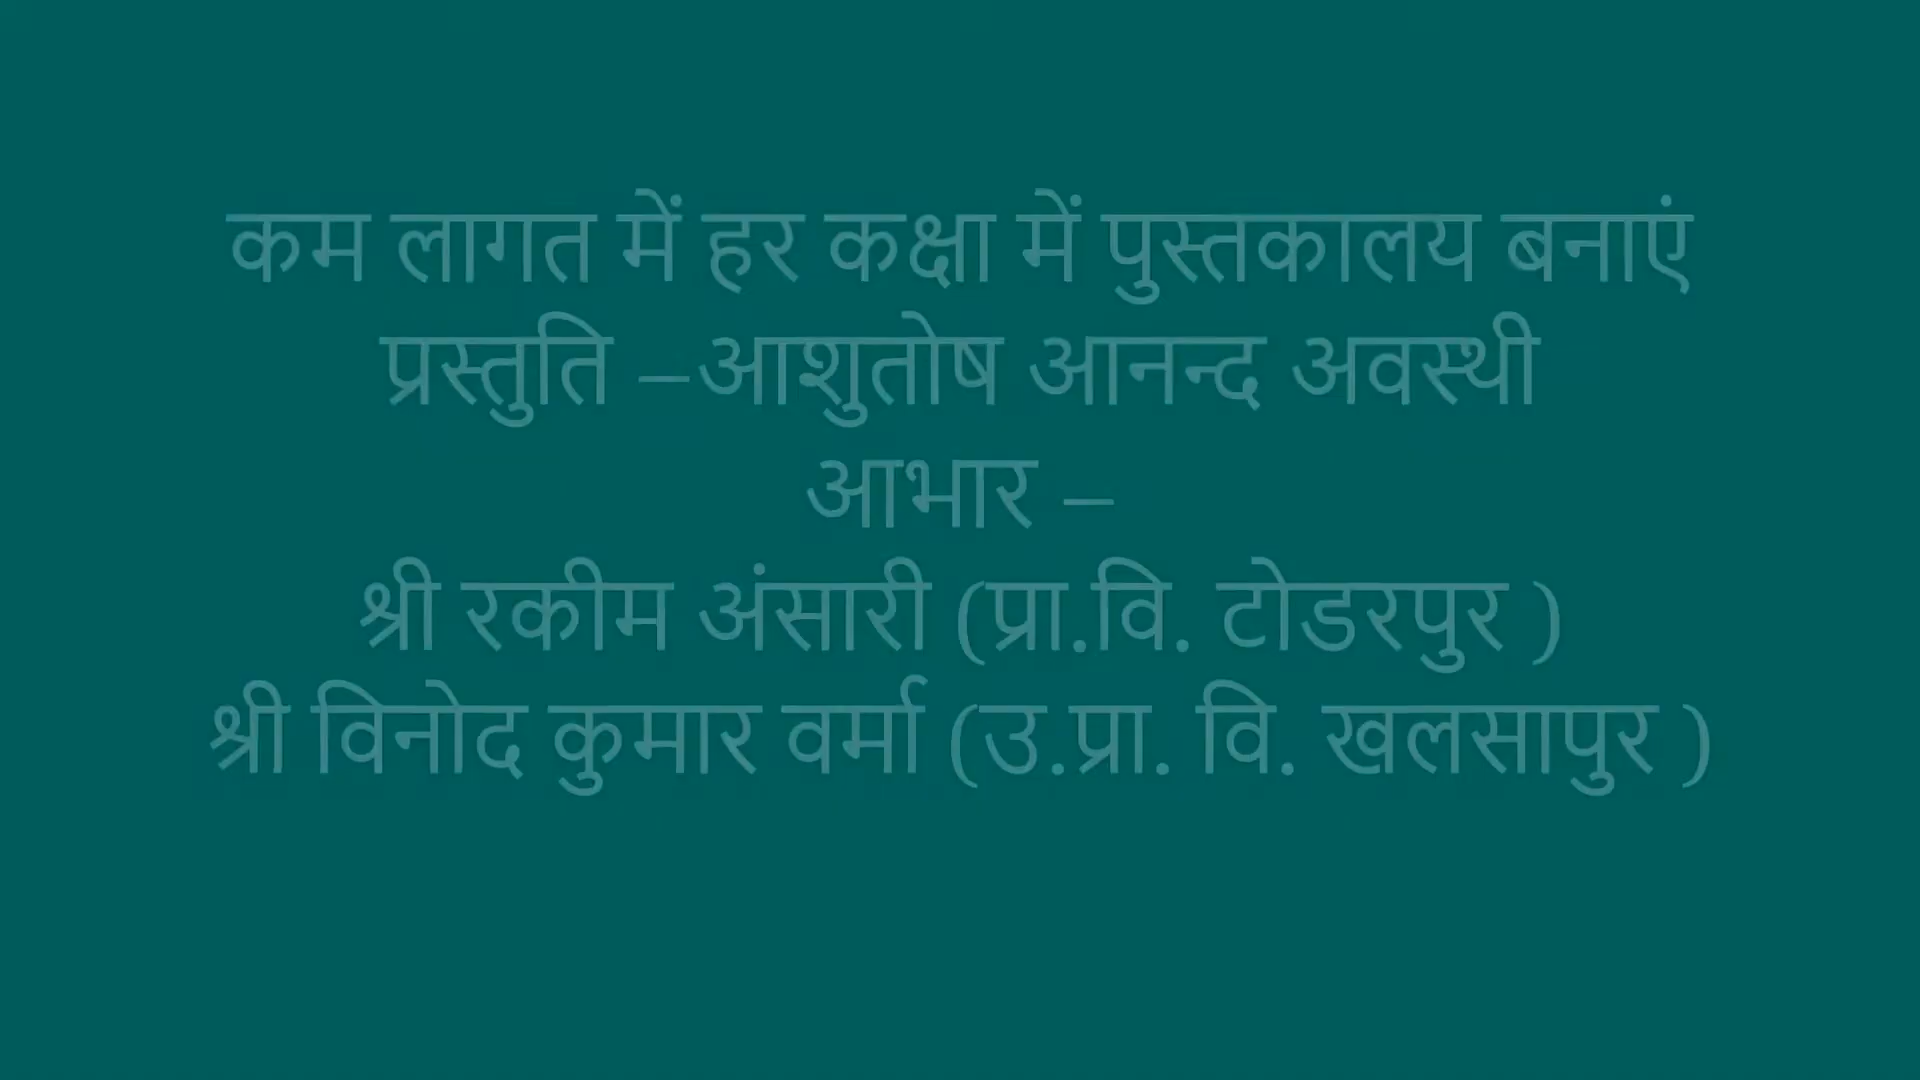 कम लागत में हर कक्षा में पुस्तकालय बनाएं
प्रस्तुति –आशुतोष आनन्द अवस्थी
आभार –
श्री रकीम अंसारी (प्रा.वि. टोडरपुर )
श्री विनोद कुमार वर्मा (उ.प्रा. वि. खलसापुर )